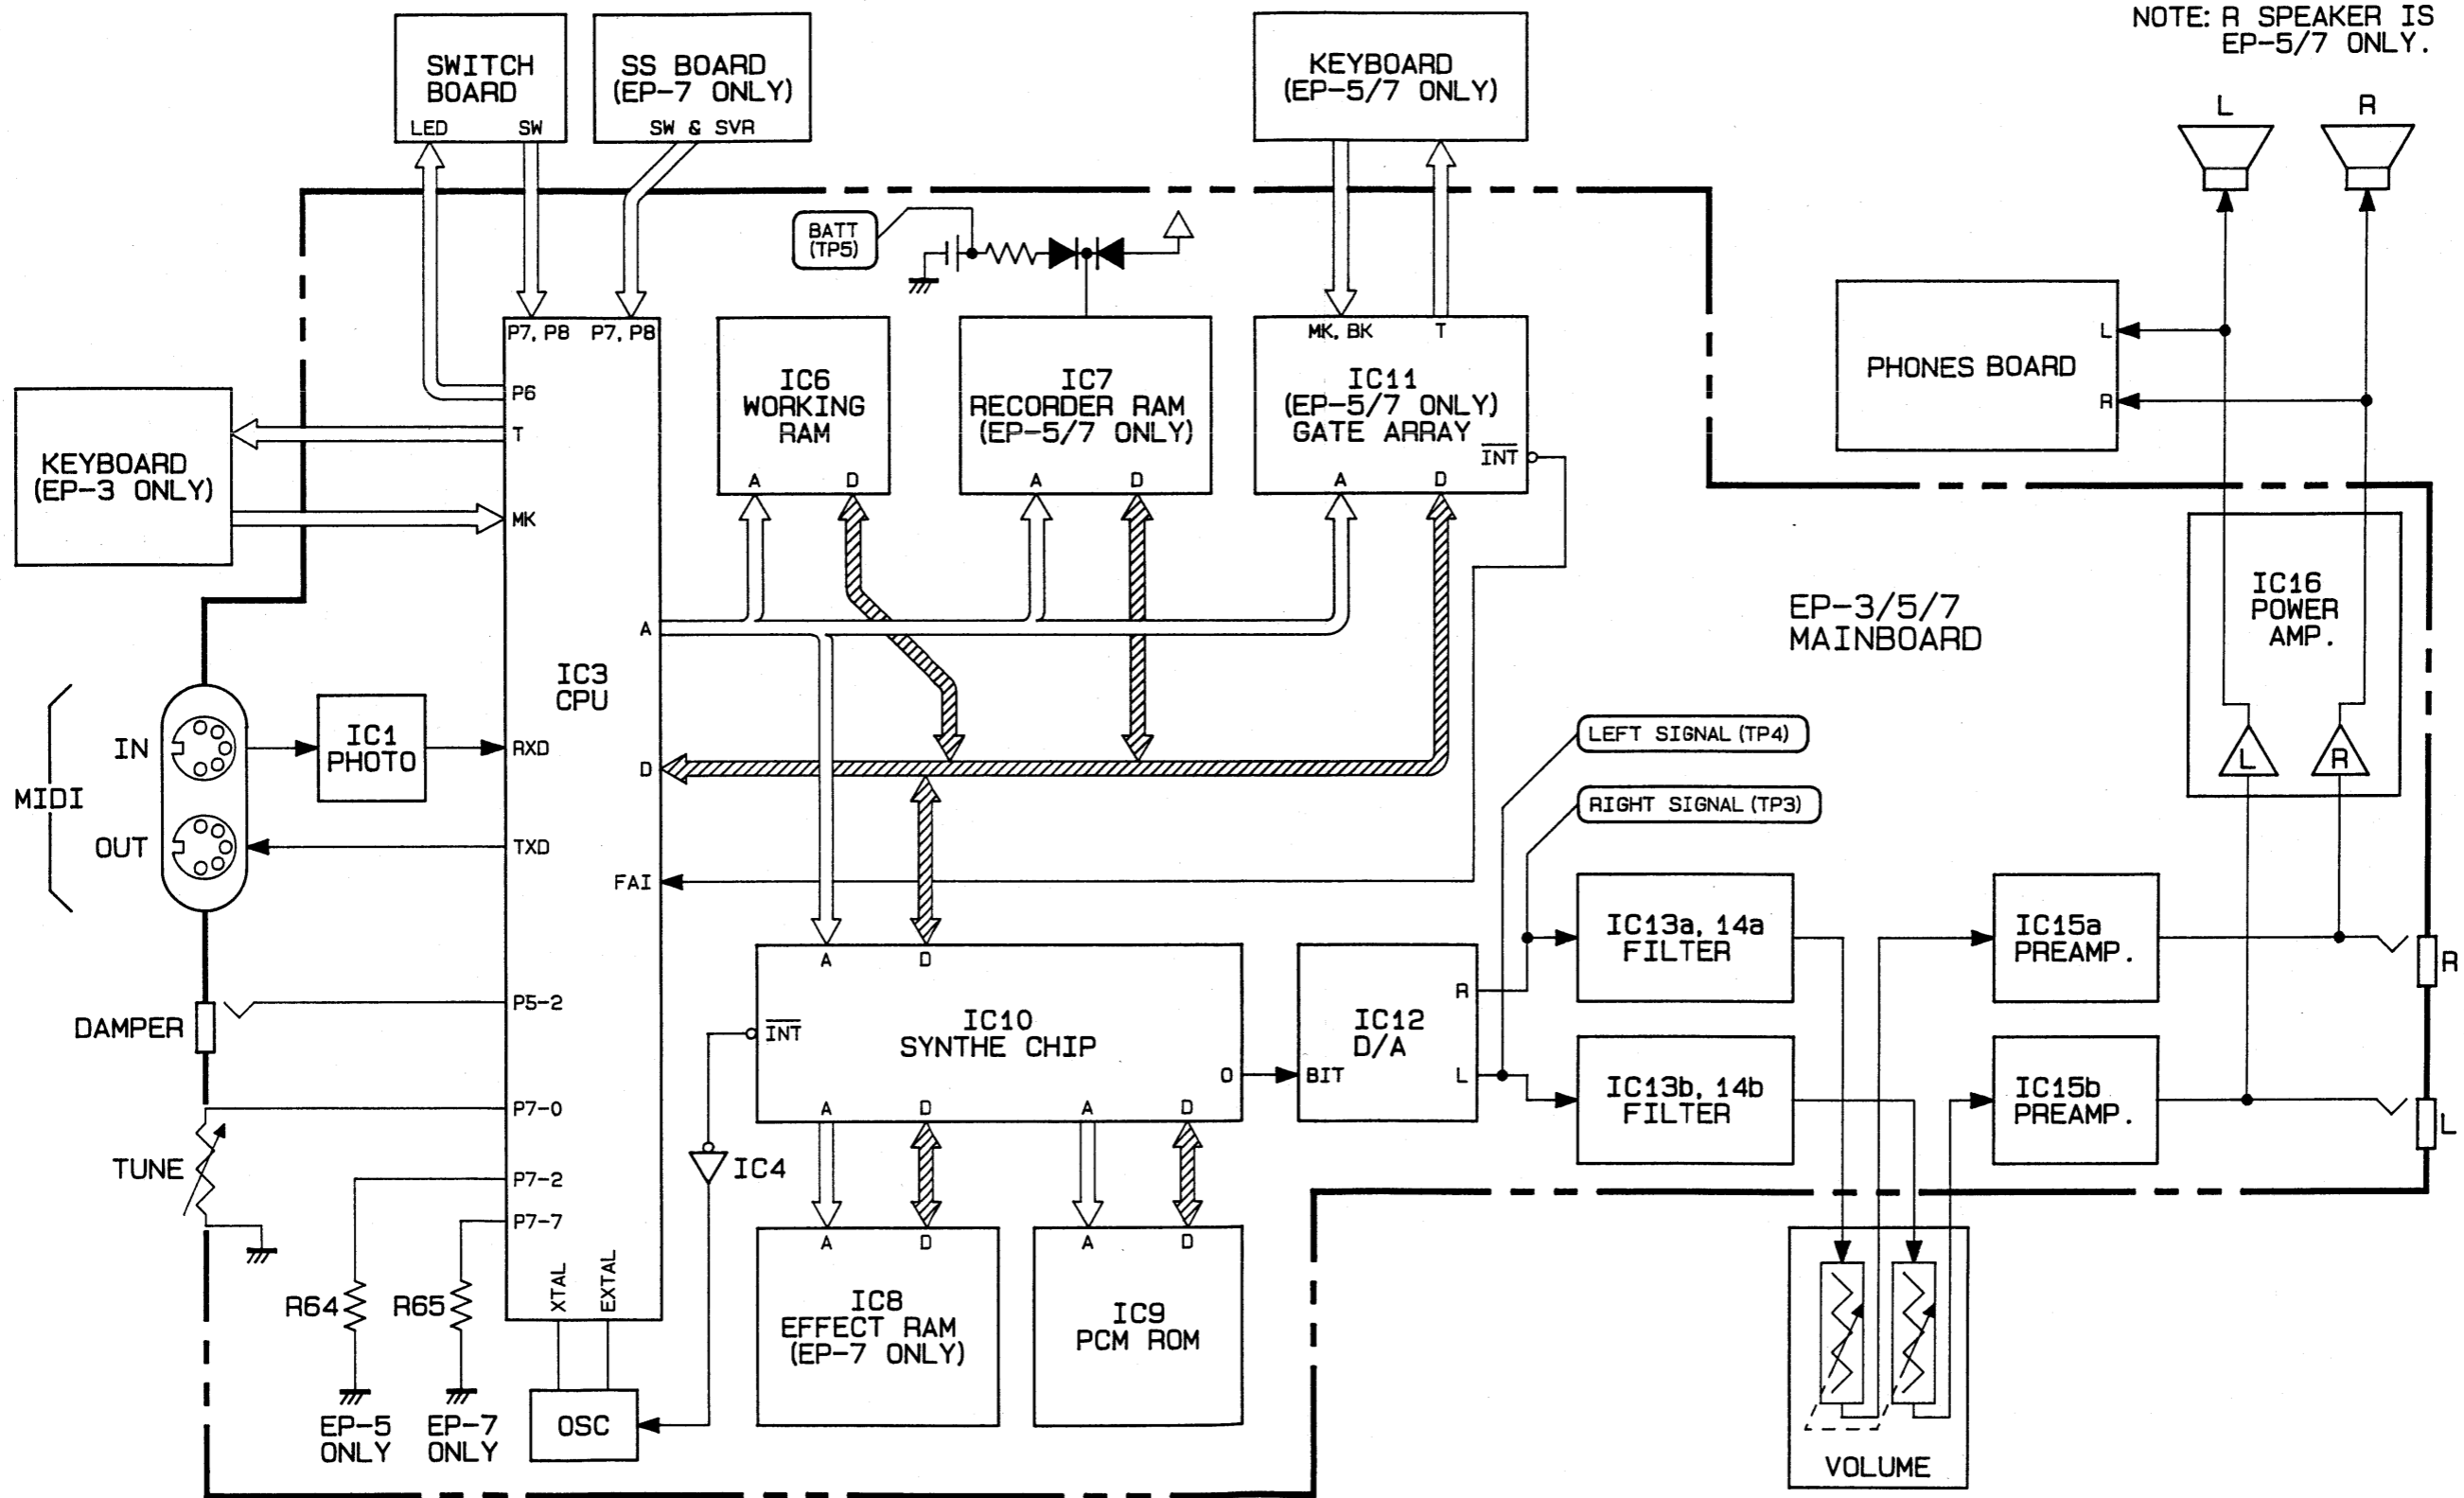 NOTE: R SPEAKER IS
EP-5/7 ONLY.
SWITCH
BOARD
LED SW
SS BOARD
(EP-7 ONLY)
SW & SVR
KEYBOARD
(EP-5/7 ONLY)
L
R
BATT
(TP5)
P7, P8 P7, P8
P6
T
MK
A
IC3
CPU
RXD
D
TXD
FAI
P5-2
P7-0
P7-2
P7-7
XTAL
EXTAL
IC6
WORKING
RAM
A D
IC7
RECORDER RAM
(EP-5/7 ONLY)
A D
MK, BK T
IC11
(EP-5/7 ONLY)
GATE ARRAY
INT
A D
L
PHONES BOARD
R
KEYBOARD
(EP-3 ONLY)
EP-3/5/7
MAINBOARD
IC16
POWER
AMP.
L
R
MIDI
IN
OUT
IC1
PHOTO
LEFT SIGNAL (TP4)
RIGHT SIGNAL (TP3)
DAMPER
TUNE
R64
R65
EP-5
ONLY
EP-7
ONLY
OSC
IC4
A D
INT
IC10
SYNTHE CHIP
O
A D A D
R
IC12
D/A
BIT
L
IC13a, 14a
FILTER
IC13b, 14b
FILTER
IC15a
PREAMP.
IC15b
PREAMP.
R
L
A D
IC8
EFFECT RAM
(EP-7 ONLY)
A D
IC9
PCM ROM
VOLUME